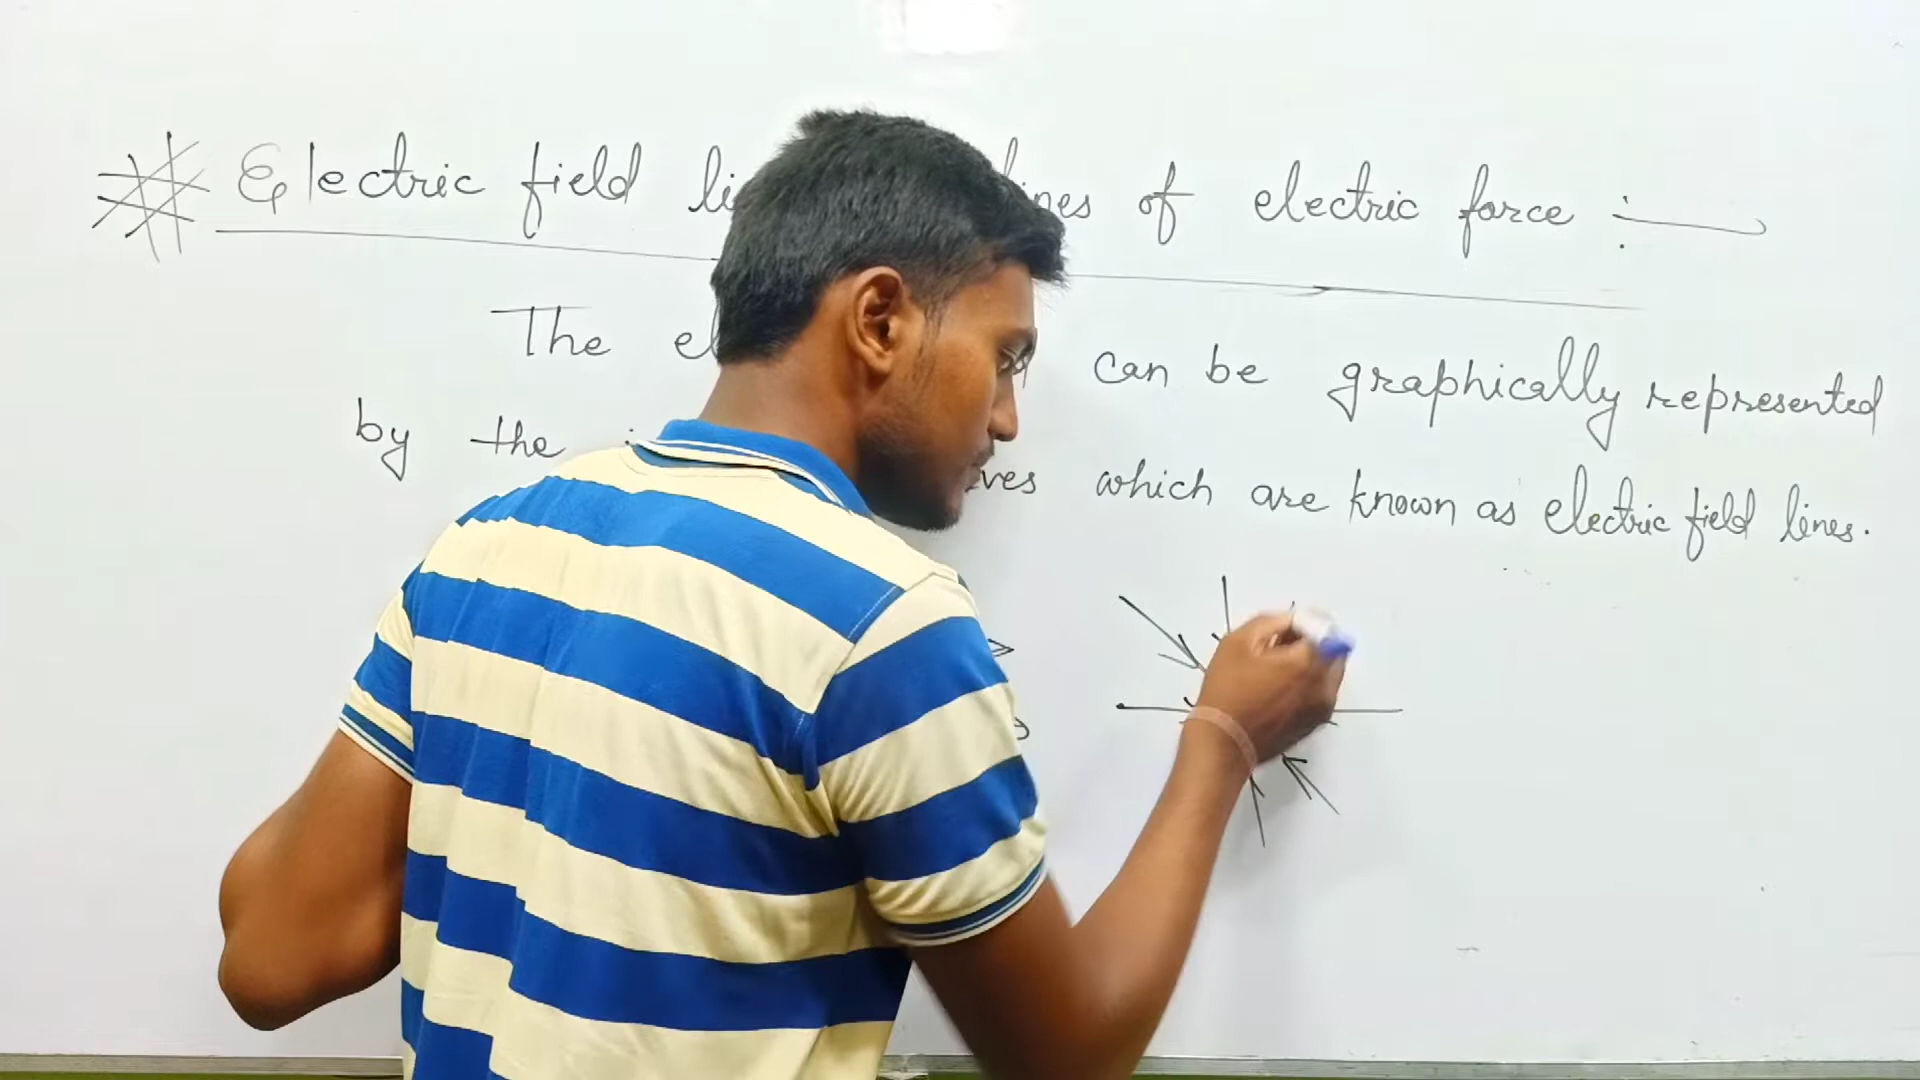 Electric field lines of electric force :
The can be graphically represented
by the which are known as electric field lines.